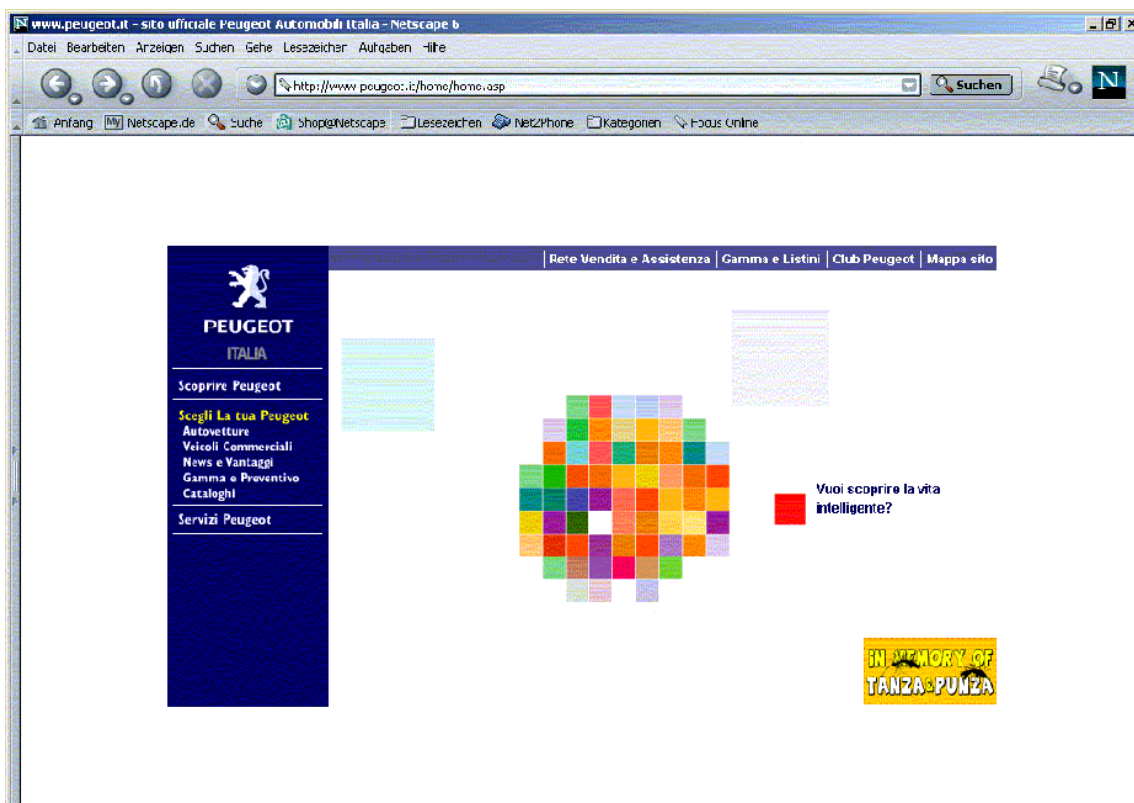 www.peugeot.it - sito ufficiale Peugeot Automobili Italia - Netscape 6
Datei Bearbeiten Anzeigen Suchen Gehe Lesezeichen Aufgaben Hilfe
http://www.peugeot.it/home/home.asp Suchen N
Anfang My Netscape.de Suche Shop@Netscape Lesezeichen Net2Phone Kategorien Focus Online
Rete Vendita e Assistenza | Gamma e Listini | Club Peugeot | Mappa sito
PEUGEOT
ITALIA
Scoprire Peugeot
Scegli La tua Peugeot
Autovetture
Veicoli Commerciali
News e Vantaggi
Gamma e Preventivo
Cataloghi
Servizi Peugeot
Vuoi scoprire la vita
intelligente?
IN MEMORY OF
TANZA & PUNZA